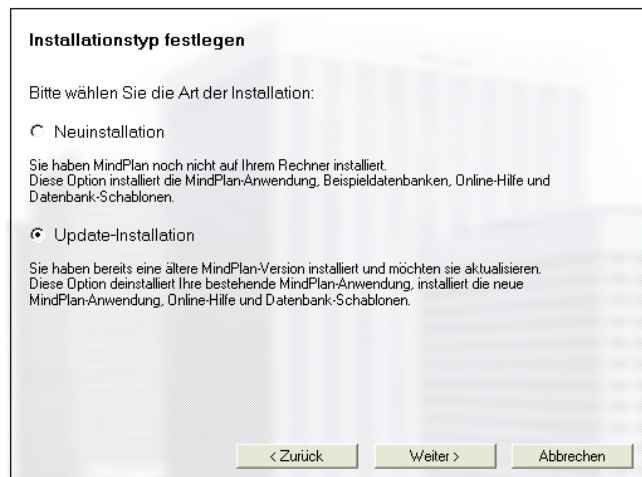 Installationstyp festlegen
Bitte wählen Sie die Art der Installation:
Neuinstallation
Sie haben MindPlan noch nicht auf Ihrem Rechner installiert.
Diese Option installiert die MindPlan-Anwendung, Beispieldatenbanken, Online-Hilfe und
Datenbank-Schablonen.
Update-Installation
Sie haben bereits eine ältere MindPlan-Version installiert und möchten sie aktualisieren.
Diese Option deinstalliert Ihre bestehende MindPlan-Anwendung, installiert die neue
MindPlan-Anwendung, Online-Hilfe und Datenbank-Schablonen.
< Zurück
Weiter >
Abbrechen